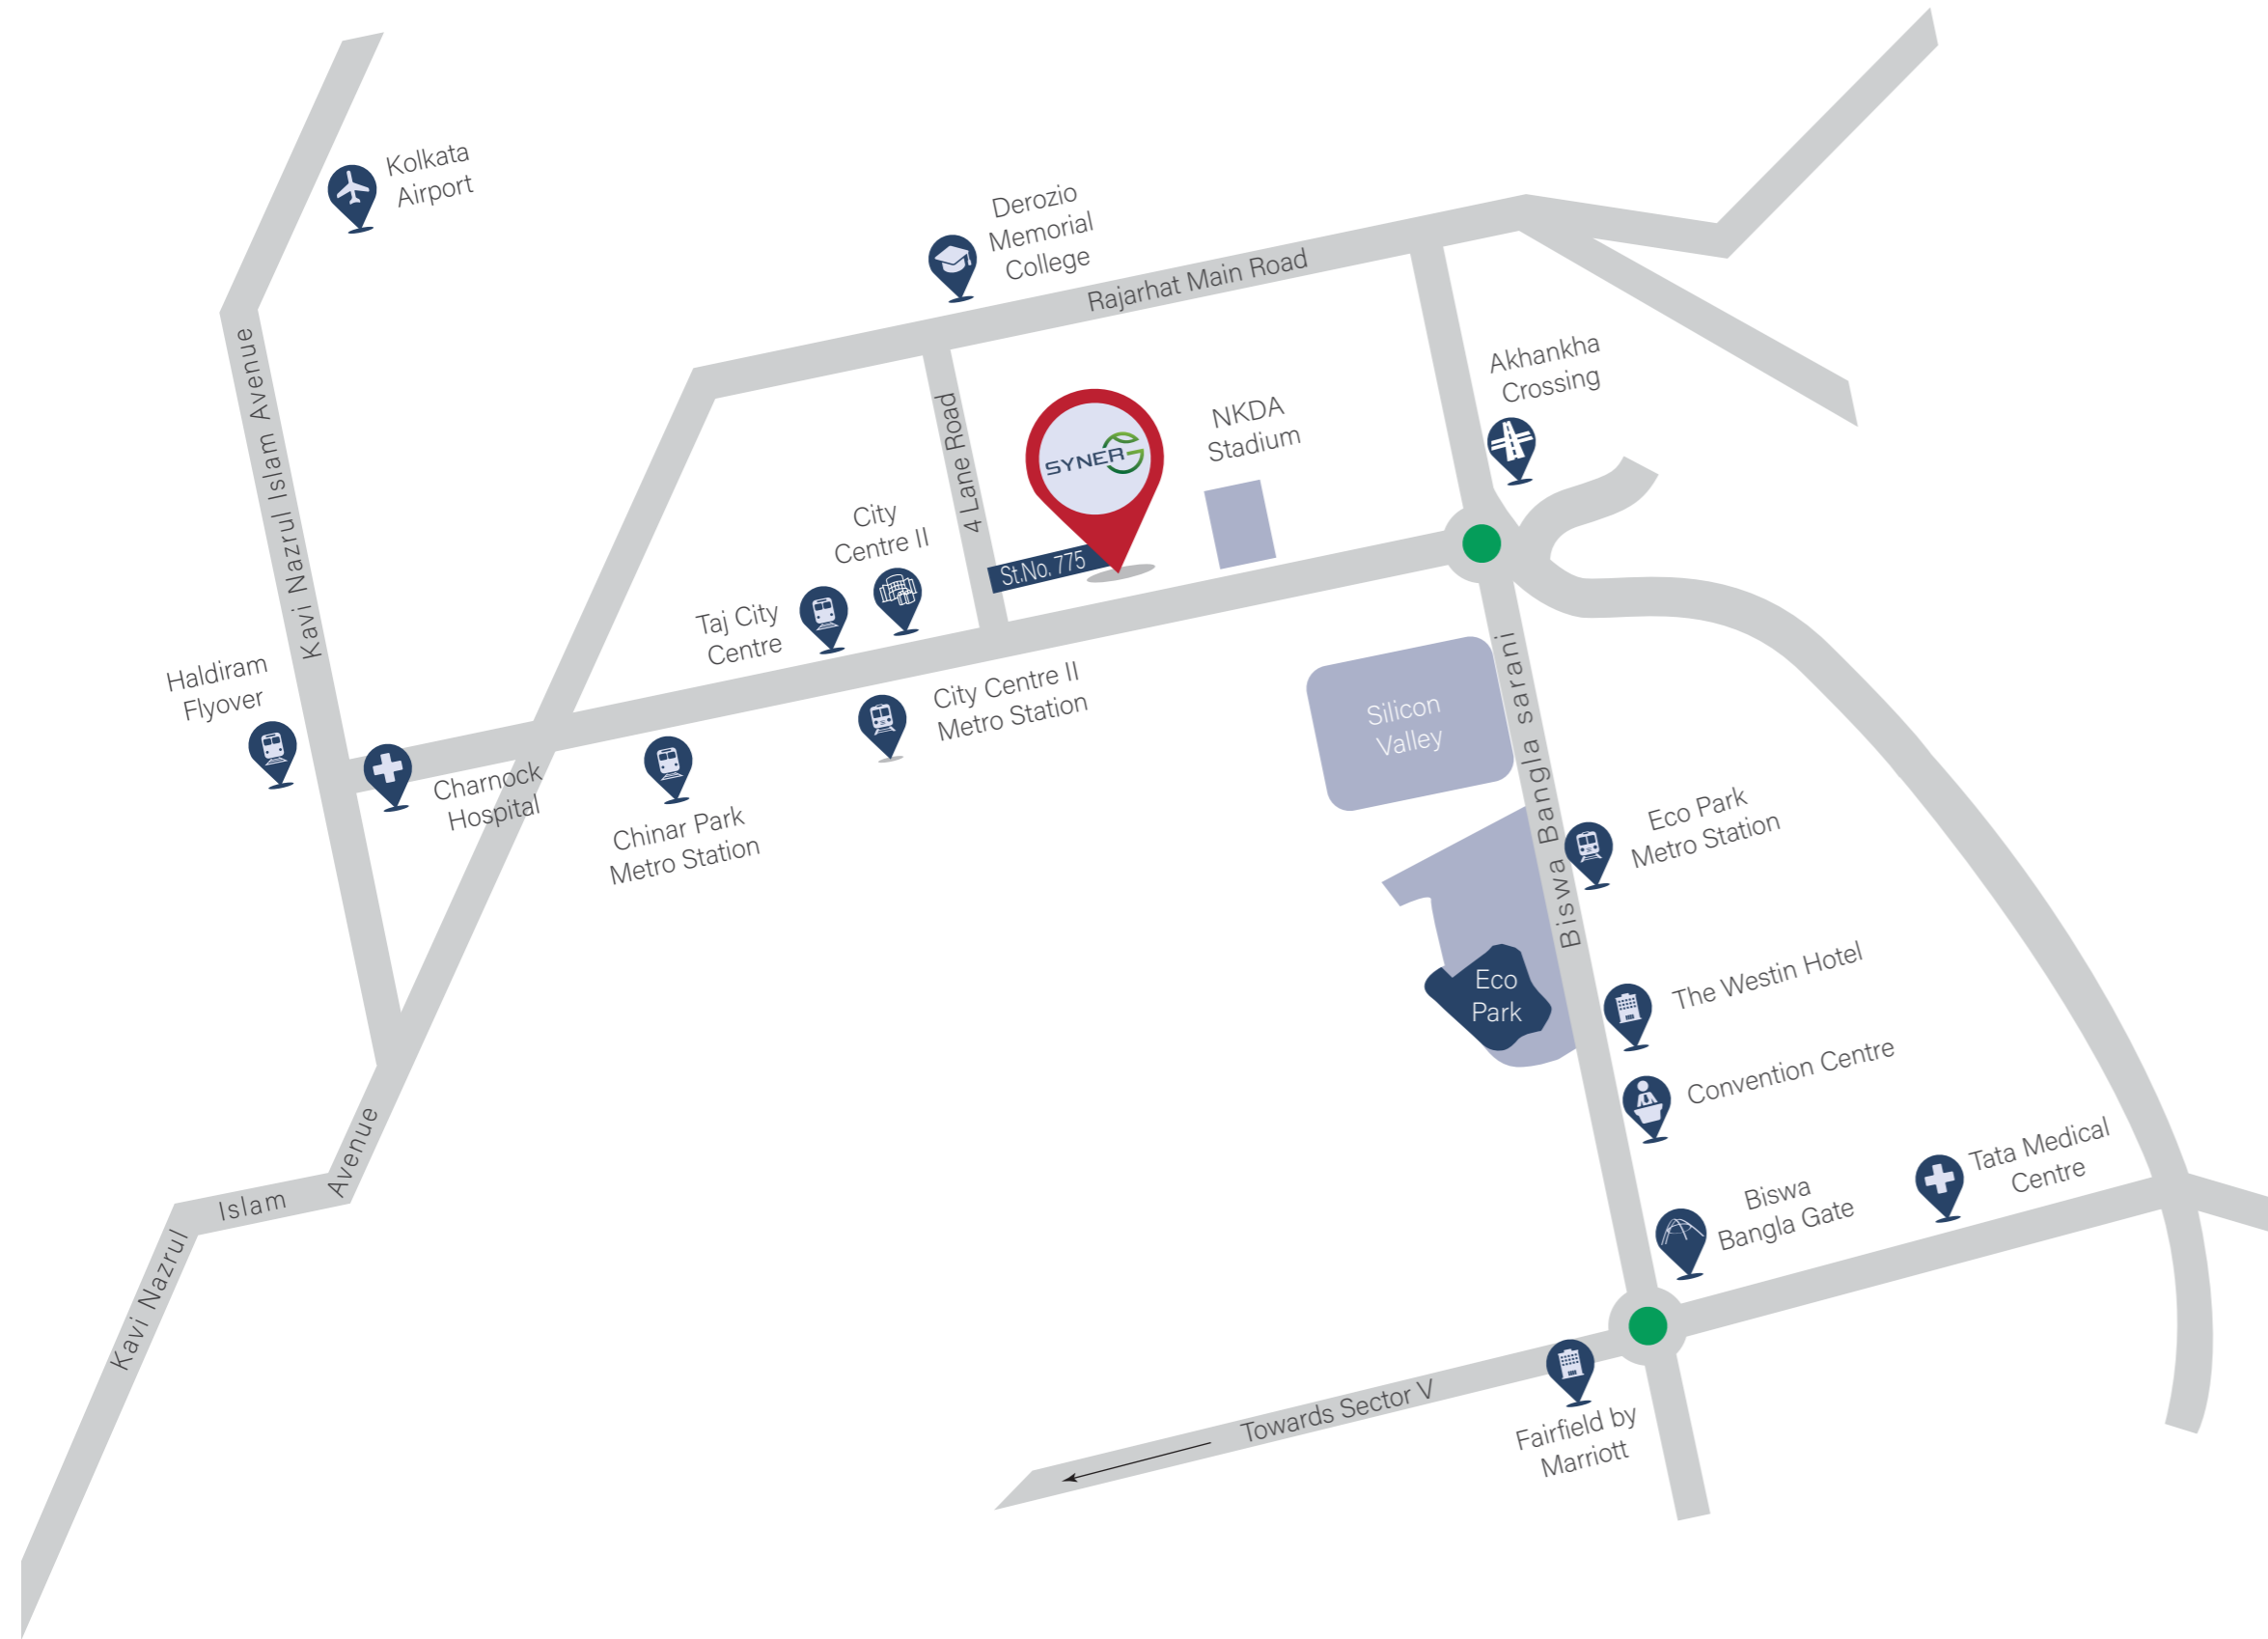 Kolkata
Airport
Derozio
Memorial
College
Rajarhat Main Road
Kavi Nazrul Islam Avenue
4 Lane Road
SYNERG
NKDA
Stadium
Akhankha
Crossing
City
Centre II
St.No. 775
Taj City
Centre
Haldiram
Flyover
City Centre II
Metro Station
Charnock
Hospital
Chinar Park
Metro Station
Silicon
Valley
Biswa Bangla sarani
Eco Park
Metro Station
Eco
Park
The Westin Hotel
Convention Centre
Tata Medical
Centre
Biswa
Bangla Gate
Kavi Nazrul Islam Avenue
Towards Sector V
Fairfield by
Marriott